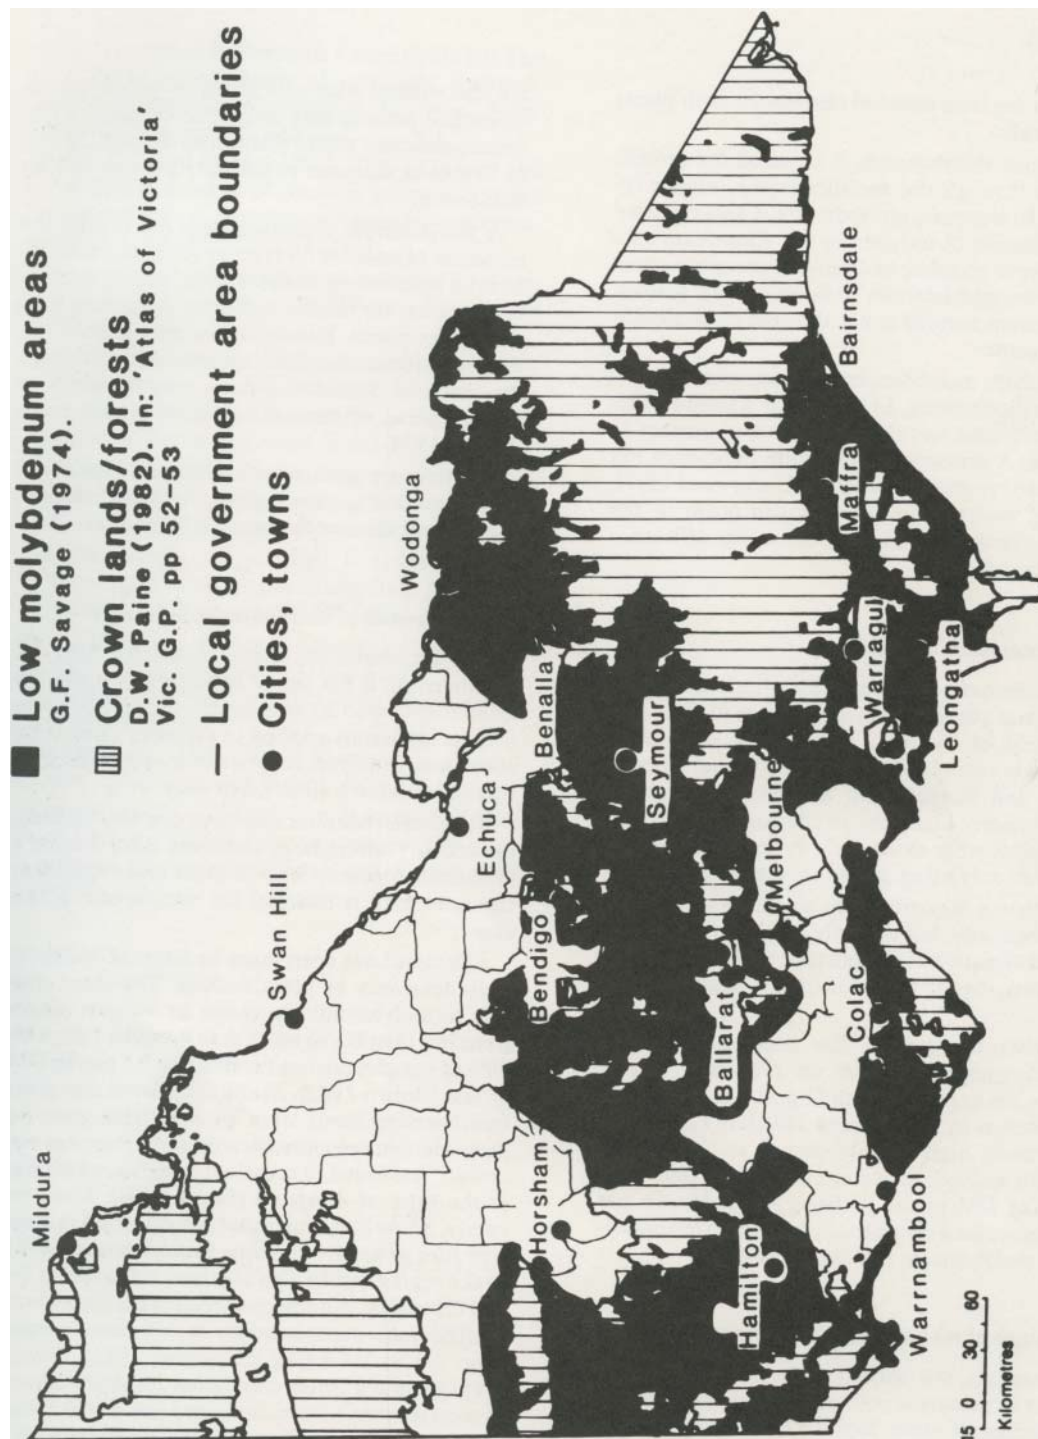 Low molybdenum areas
G.F. Savage (1974).
Crown lands/forests
D.W. Paine (1982). In: 'Atlas of Victoria'
Vic. G.P. pp 52–53
Local government area boundaries
Cities, towns
Mildura
Swan Hill
Echuca
Wodonga
Horsham
Bendigo
Benalla
Seymour
Hamilton
Ballarat
Melbourne
Maffra
Bairnsdale
Warragul
Colac
Leongatha
Warrnambool
15 0 30 60
Kilometres